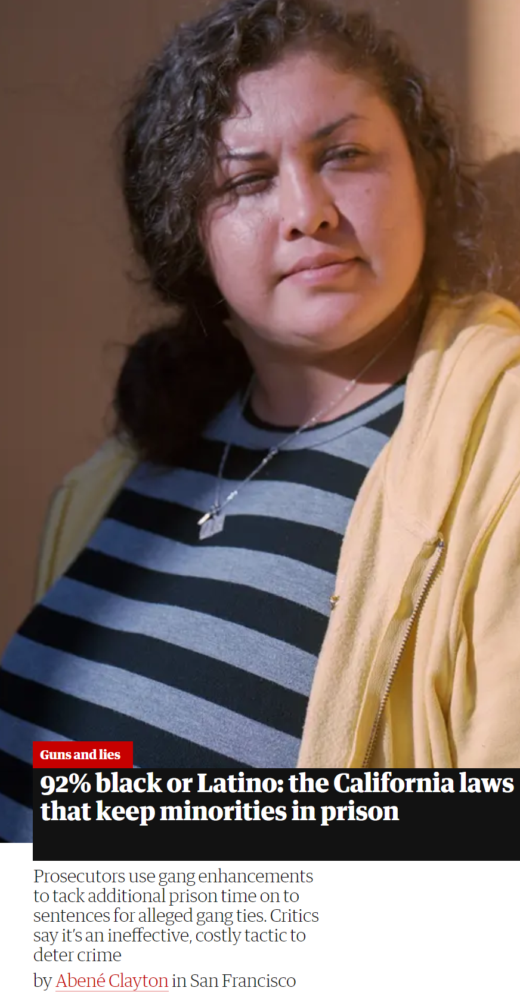 Guns and lies
92% black or Latino: the California laws
that keep minorities in prison
Prosecutors use gang enhancements
to tack additional prison time on to
sentences for alleged gang ties. Critics
say it’s an ineffective, costly tactic to
deter crime
by Abené Clayton in San Francisco